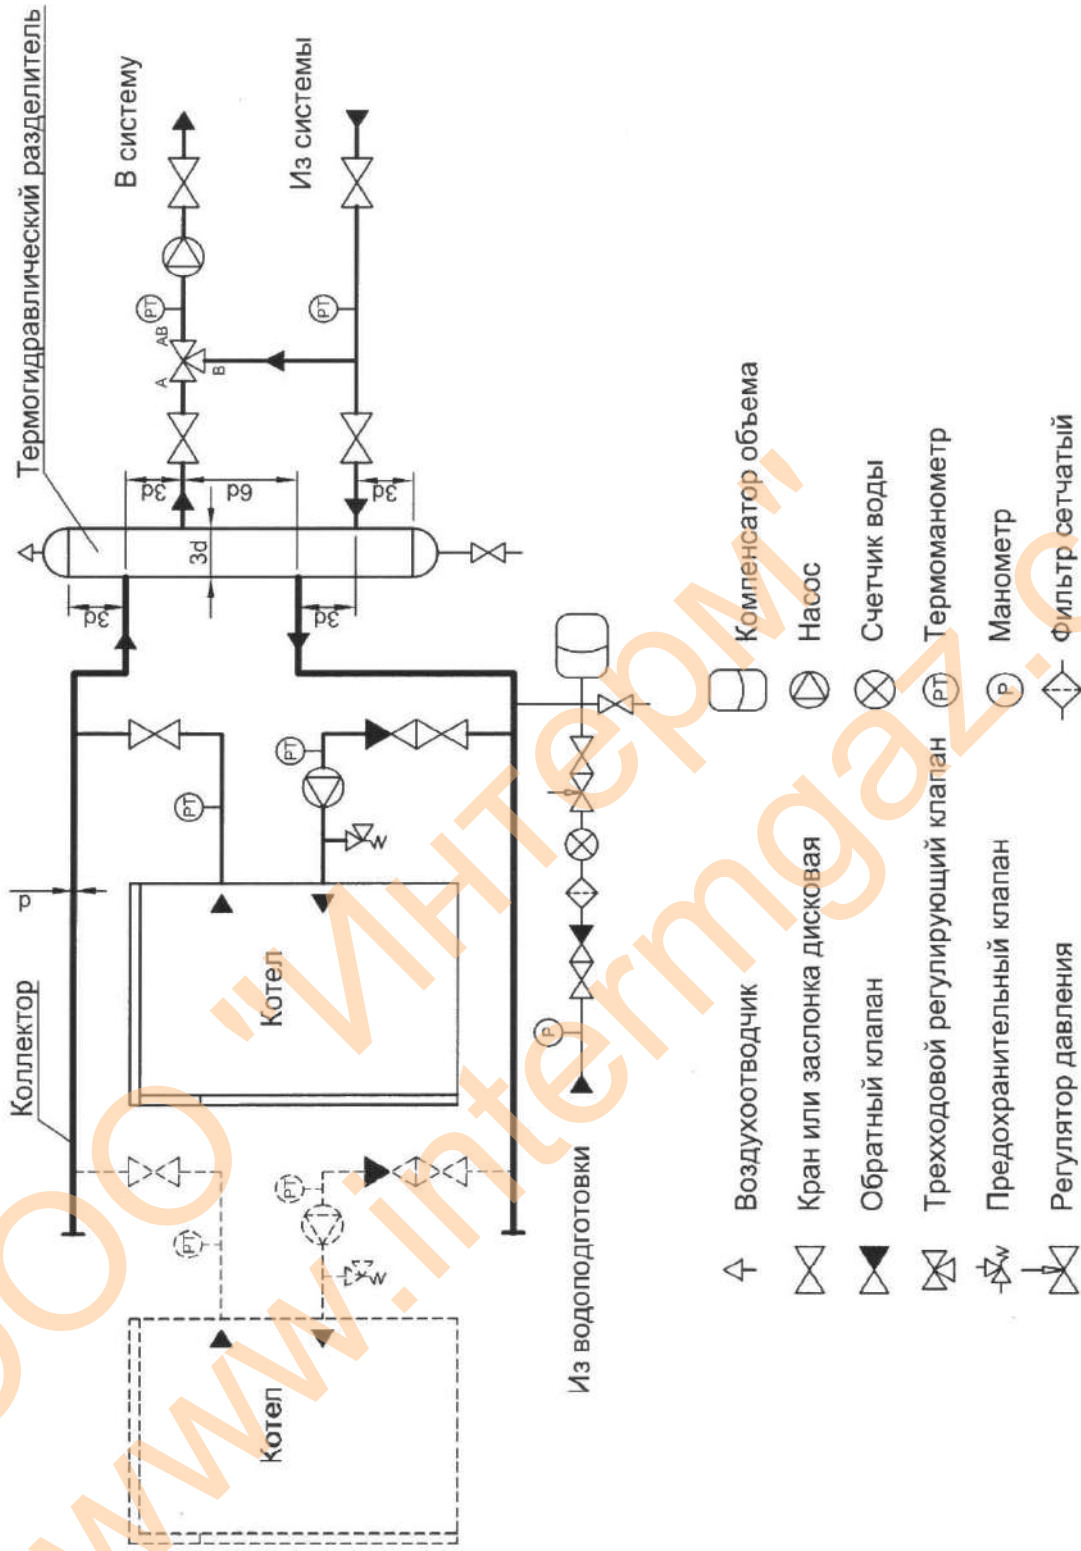 Термогидравлический разделитель
В систему
Из системы
Коллектор
d
3d
3d
6d
3d
3d
3d
A
AB
B
PT
PT
PT
PT
PT
PT
Котел
Котел
P
Из водоподготовки
Воздухоотводчик
Кран или заслонка дисковая
Обратный клапан
Трехходовой регулирующий клапан
Предохранительный клапан
Регулятор давления
Компенсатор объема
Насос
Счетчик воды
PT Термоманометр
P Манометр
Фильтр сетчатый
ООО "ИнТерм"
www.intermgaz.c